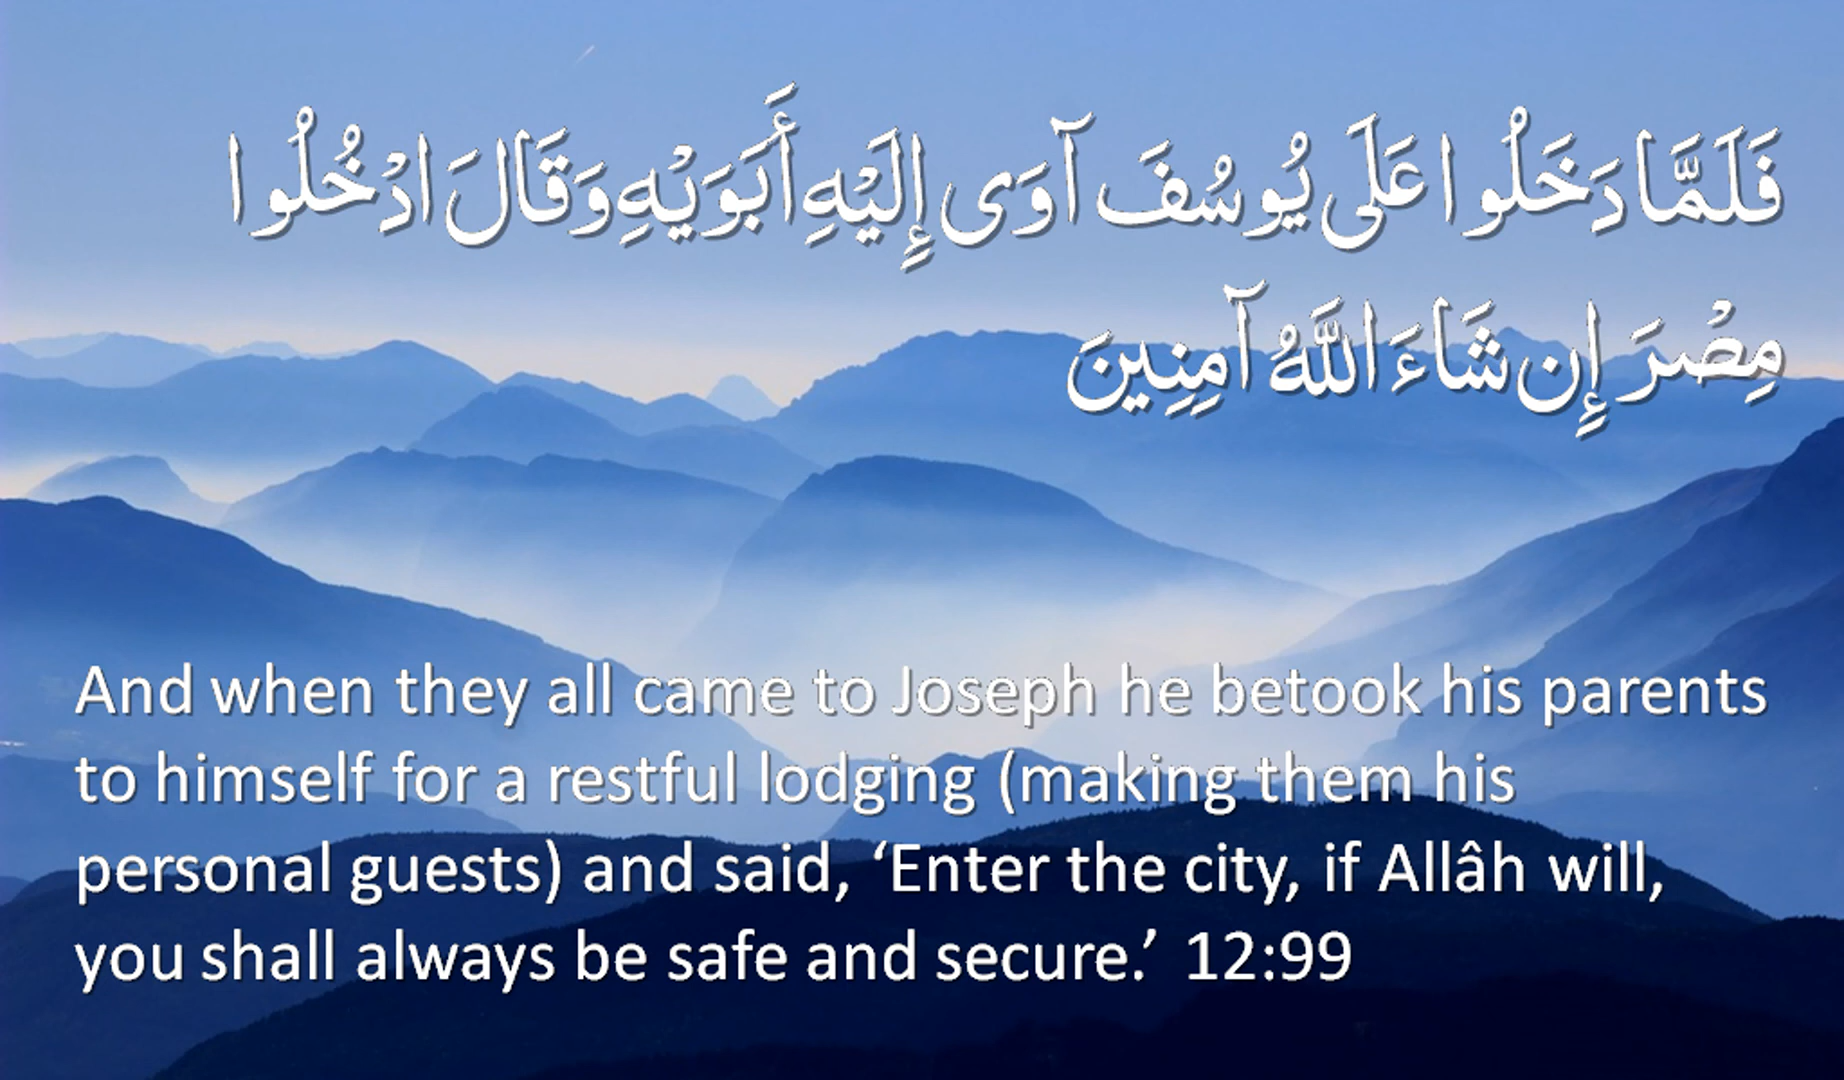 فَلَمَّا دَخَلُوا عَلَى يُوسُفَ آوَى إِلَيْهِ أَبَوَيْهِ وَقَالَ ادْخُلُوا
مِصْرَ إِن شَاءَ اللَّهُ آمِنِينَ
And when they all came to Joseph he betook his parents
to himself for a restful lodging (making them his
personal guests) and said, ‘Enter the city, if Allâh will,
you shall always be safe and secure.’ 12:99